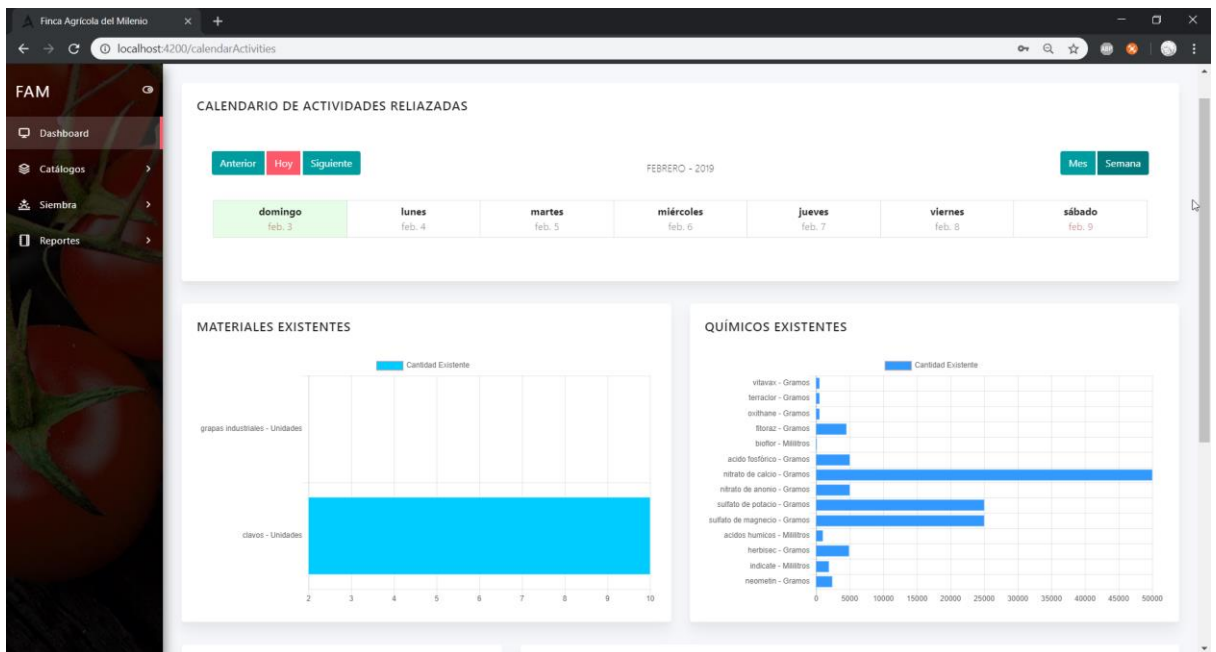 Finca Agrícola del Milenio
localhost:4200/calendarActivities
FAM
Dashboard
Catálogos
Siembra
Reportes
CALENDARIO DE ACTIVIDADES RELIAZADAS
Anterior Hoy Siguiente
FEBRERO - 2019
Mes Semana
domingo lunes martes miércoles jueves viernes sábado
feb. 3 feb. 4 feb. 5 feb. 6 feb. 7 feb. 8 feb. 9
MATERIALES EXISTENTES
Cantidad Existente
grapas industriales - Unidades
clavos - Unidades
2 3 4 5 6 7 8 9 10
QUÍMICOS EXISTENTES
Cantidad Existente
vitavax - Gramos
terraclor - Gramos
oxithane - Gramos
fitoraz - Gramos
bioflor - Mililitros
acido fosfórico - Gramos
nitrato de calcio - Gramos
nitrato de anonio - Gramos
sulfato de potacio - Gramos
sulfato de magnecio - Gramos
acidos humicos - Mililitros
herbisec - Gramos
indicate - Mililitros
neometin - Gramos
0 5000 10000 15000 20000 25000 30000 35000 40000 45000 50000